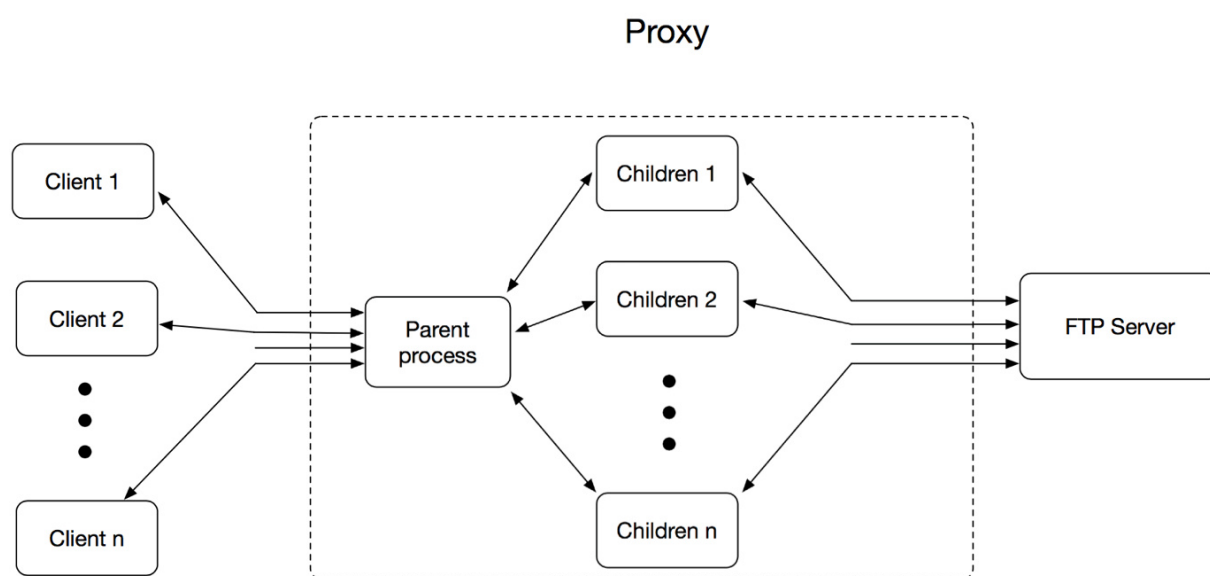 Proxy
Client 1
Client 2
Client n
Parent
process
Children 1
Children 2
Children n
FTP Server